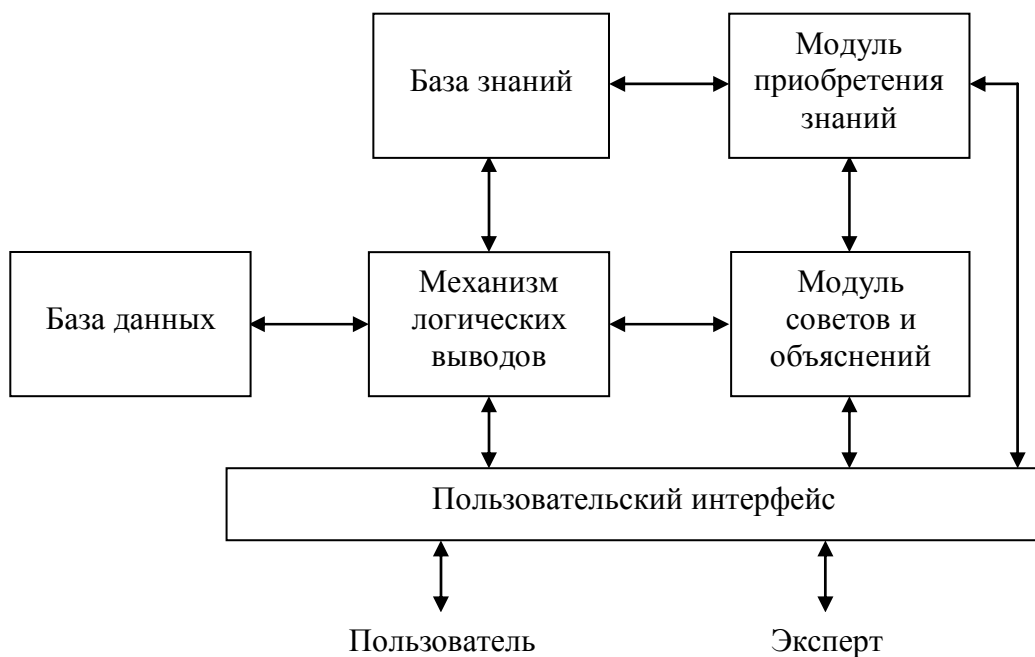 База знаний
Модуль
приобретения
знаний
База данных
Механизм
логических
выводов
Модуль
советов и
объяснений
Пользовательский интерфейс
Пользователь
Эксперт